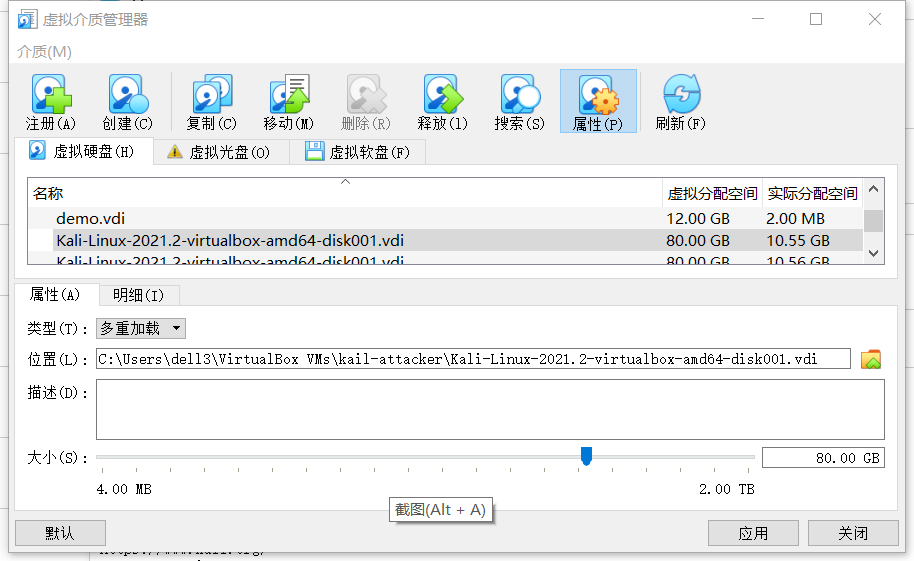 虚拟介质管理器
介质(M)
注册(A) 创建(C) 复制(C) 移动(M) 删除(R) 释放(l) 搜索(S) 属性(P) 刷新(F)
虚拟硬盘(H) 虚拟光盘(O) 虚拟软盘(F)
名称 虚拟分配空间 实际分配空间
demo.vdi 12.00 GB 2.00 MB
Kali-Linux-2021.2-virtualbox-amd64-disk001.vdi 80.00 GB 10.55 GB
Kali-Linux-2021.2-virtualbox-amd64-disk001.vdi 80.00 GB 10.56 GB
属性(A) 明细(I)
类型(T): 多重加载
位置(L): C:\Users\dell3\VirtualBox VMs\kail-attacker\Kali-Linux-2021.2-virtualbox-amd64-disk001.vdi
描述(D):
大小(S): 80.00 GB
4.00 MB 2.00 TB
截图(Alt + A)
默认 应用 关闭